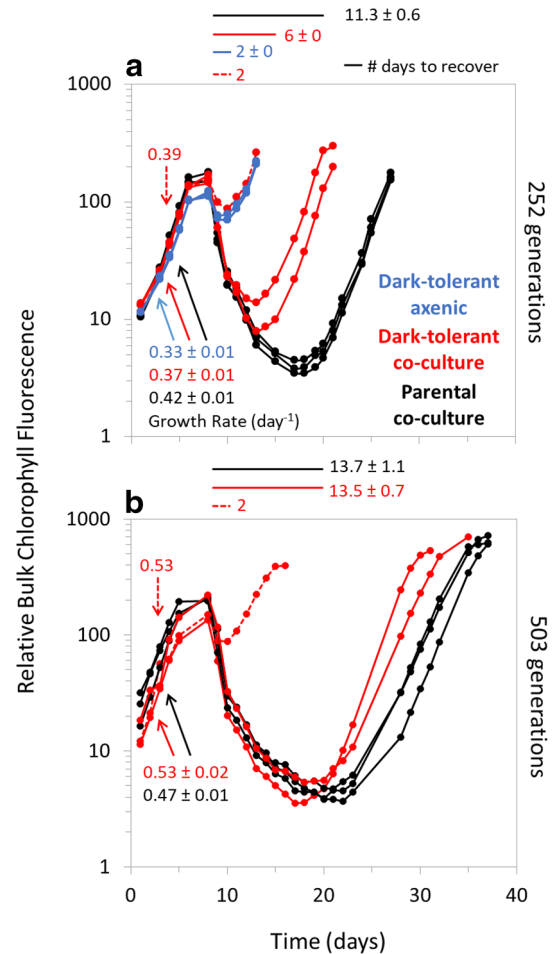 11.3 ± 0.6
6 ± 0
2 ± 0
2
# days to recover
a
1000
0.39
100
10
1
0.33 ± 0.01
0.37 ± 0.01
0.42 ± 0.01
Growth Rate (day-1)
Dark-tolerant
axenic
Dark-tolerant
co-culture
Parental
co-culture
252 generations
Relative Bulk Chlorophyll Fluorescence
13.7 ± 1.1
13.5 ± 0.7
2
b
1000
0.53
100
10
1
0.53 ± 0.02
0.47 ± 0.01
503 generations
0 10 20 30 40
Time (days)